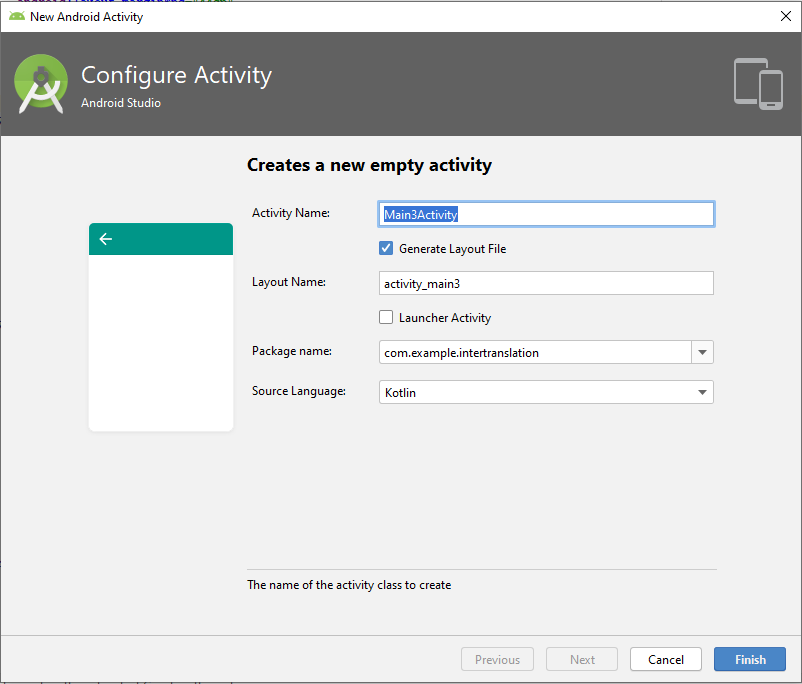 New Android Activity
Configure Activity
Android Studio
Creates a new empty activity
Activity Name:
Main3Activity
Generate Layout File
Layout Name:
activity_main3
Launcher Activity
Package name:
com.example.intertranslation
Source Language:
Kotlin
The name of the activity class to create
Previous
Next
Cancel
Finish